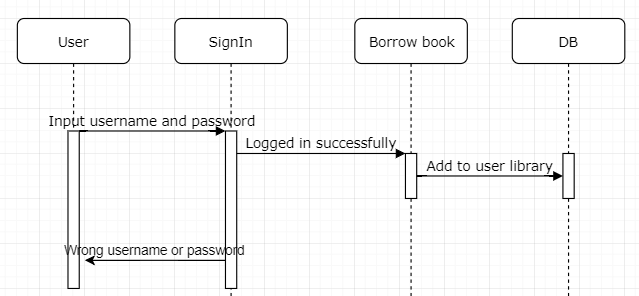 User
SignIn
Borrow book
DB
Input username and password
Logged in successfully
Add to user library
Wrong username or password